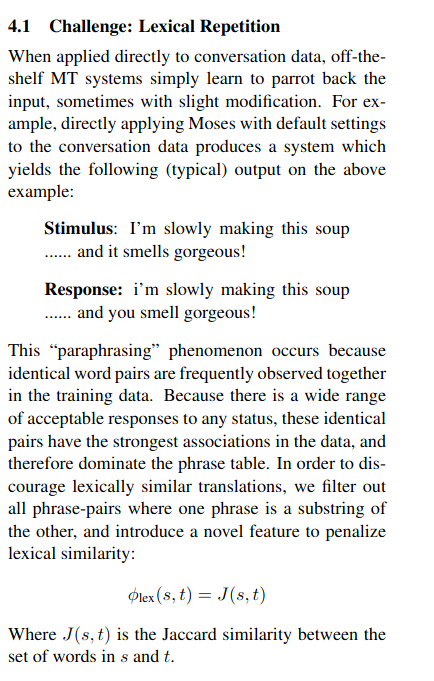 4.1 Challenge: Lexical Repetition
When applied directly to conversation data, off-the-
shelf MT systems simply learn to parrot back the
input, sometimes with slight modification. For ex-
ample, directly applying Moses with default settings
to the conversation data produces a system which
yields the following (typical) output on the above
example:
Stimulus: I'm slowly making this soup
...... and it smells gorgeous!
Response: i'm slowly making this soup
...... and you smell gorgeous!
This “paraphrasing” phenomenon occurs because
identical word pairs are frequently observed together
in the training data. Because there is a wide range
of acceptable responses to any status, these identical
pairs have the strongest associations in the data, and
therefore dominate the phrase table. In order to dis-
courage lexically similar translations, we filter out
all phrase-pairs where one phrase is a substring of
the other, and introduce a novel feature to penalize
lexical similarity:
ϕlex(s, t) = J(s, t)
Where J(s, t) is the Jaccard similarity between the
set of words in s and t.